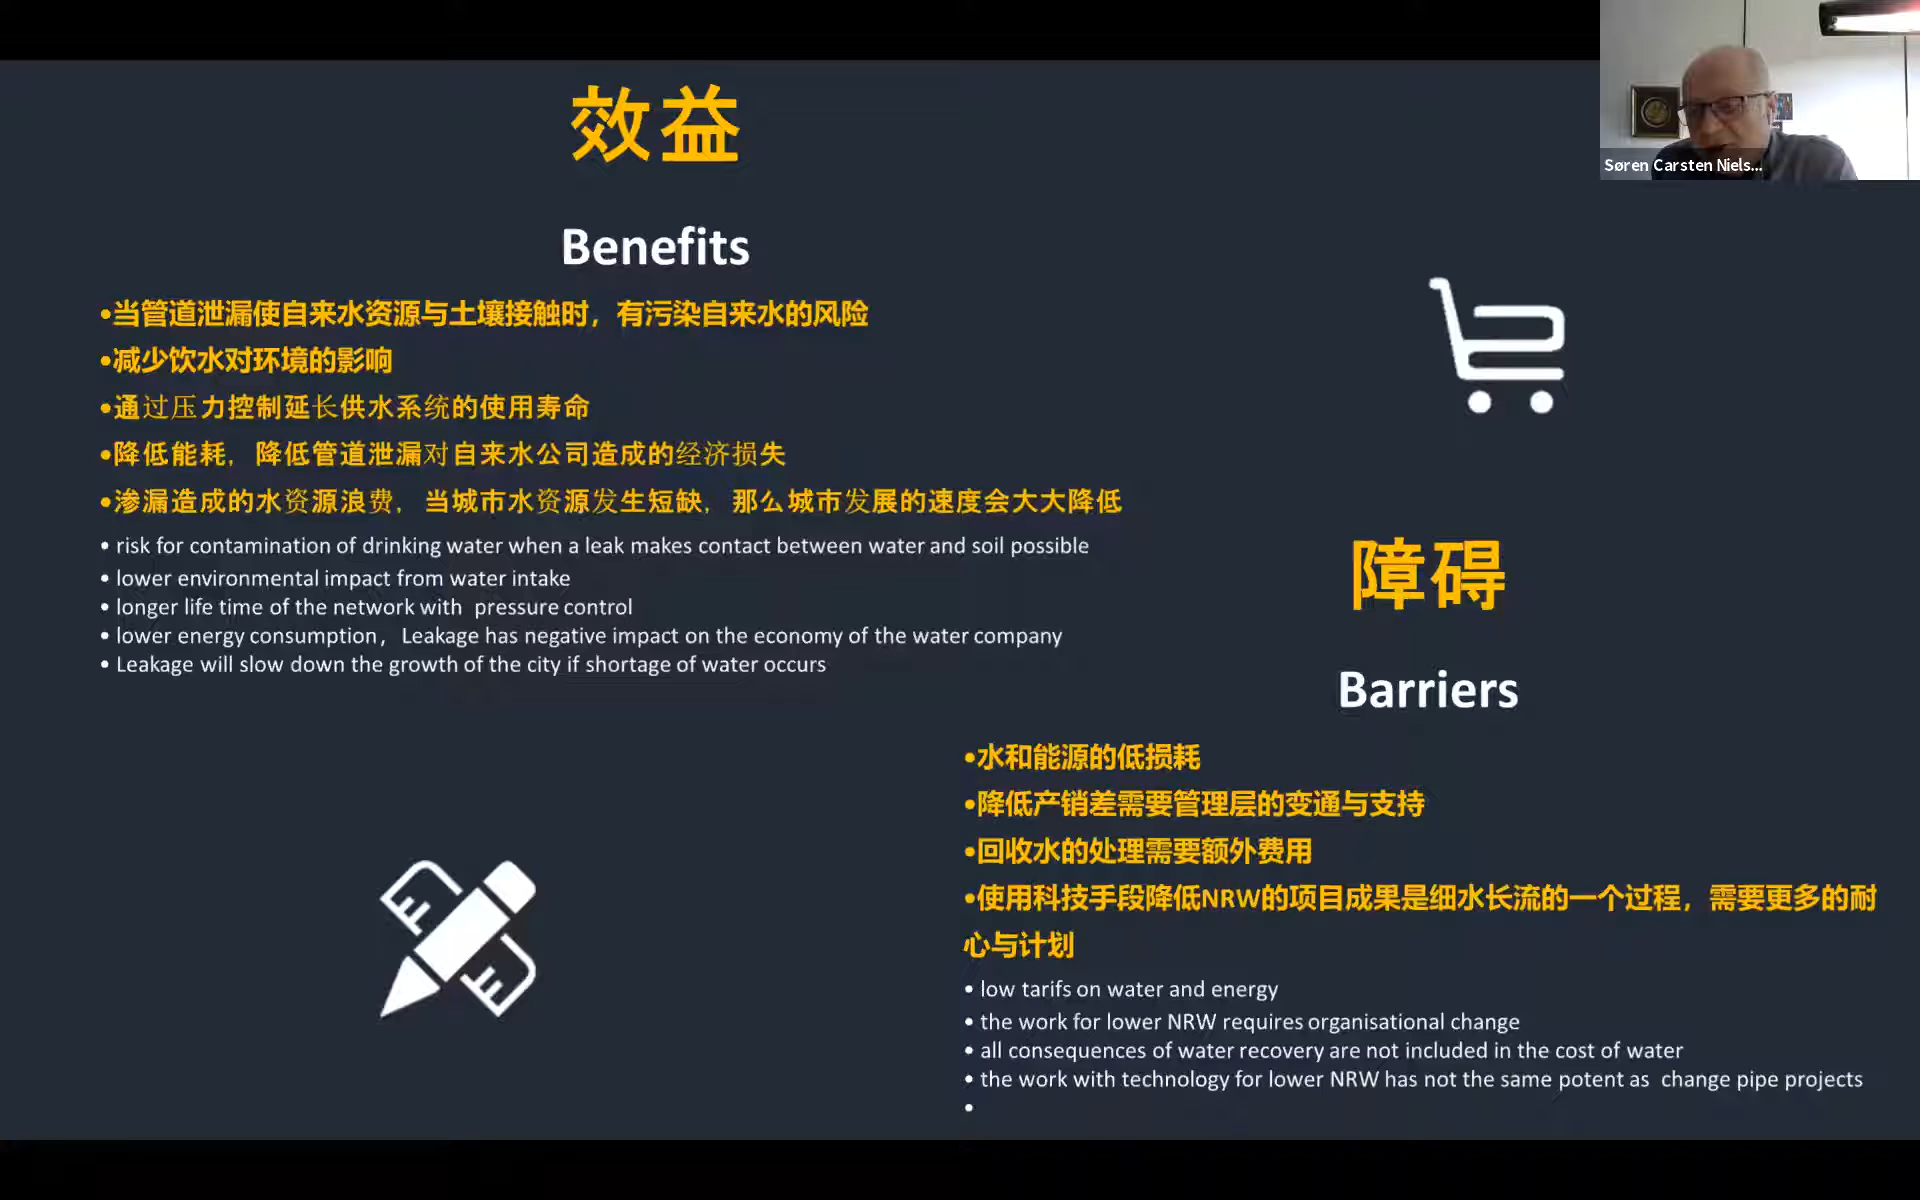 效益
Benefits
•当管道泄漏使自来水资源与土壤接触时，有污染自来水的风险
•减少饮水对环境的影响
•通过压力控制延长供水系统的使用寿命
•降低能耗，降低管道泄漏对自来水公司造成的经济损失
•渗漏造成的水资源浪费，当城市水资源发生短缺，那么城市发展的速度会大大降低
• risk for contamination of drinking water when a leak makes contact between water and soil possible
• lower environmental impact from water intake
• longer life time of the network with  pressure control
• lower energy consumption，Leakage has negative impact on the economy of the water company
• Leakage will slow down the growth of the city if shortage of water occurs
障碍
Barriers
•水和能源的低损耗
•降低产销差需要管理层的变通与支持
•回收水的处理需要额外费用
•使用科技手段降低NRW的项目成果是细水长流的一个过程，需要更多的耐
心与计划
• low tarifs on water and energy
• the work for lower NRW requires organisational change
• all consequences of water recovery are not included in the cost of water
• the work with technology for lower NRW has not the same potent as  change pipe projects
•
Søren Carsten Niels...